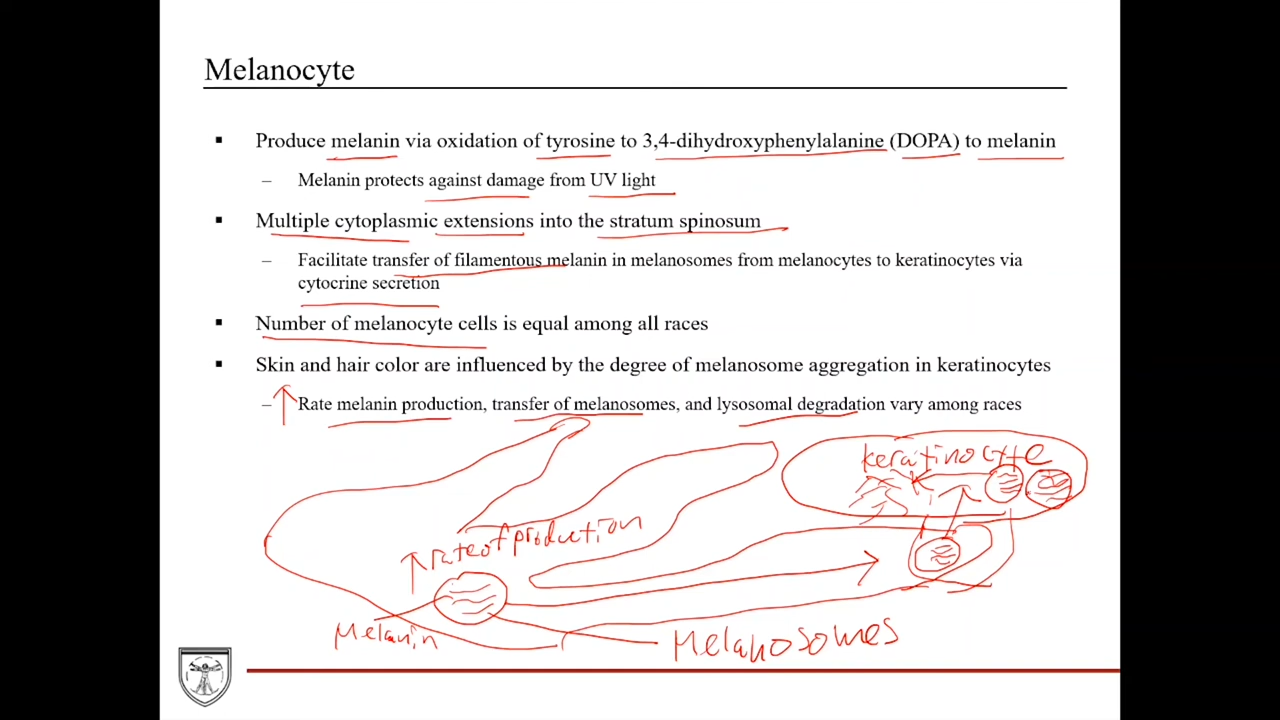 Melanocyte
▪ Produce melanin via oxidation of tyrosine to 3,4-dihydroxyphenylalanine (DOPA) to melanin
– Melanin protects against damage from UV light
▪ Multiple cytoplasmic extensions into the stratum spinosum
– Facilitate transfer of filamentous melanin in melanosomes from melanocytes to keratinocytes via
cytocrine secretion
▪ Number of melanocyte cells is equal among all races
▪ Skin and hair color are influenced by the degree of melanosome aggregation in keratinocytes
– Rate melanin production, transfer of melanosomes, and lysosomal degradation vary among races
keratinocyte
↑ rate of production
Melanin
Melanosomes